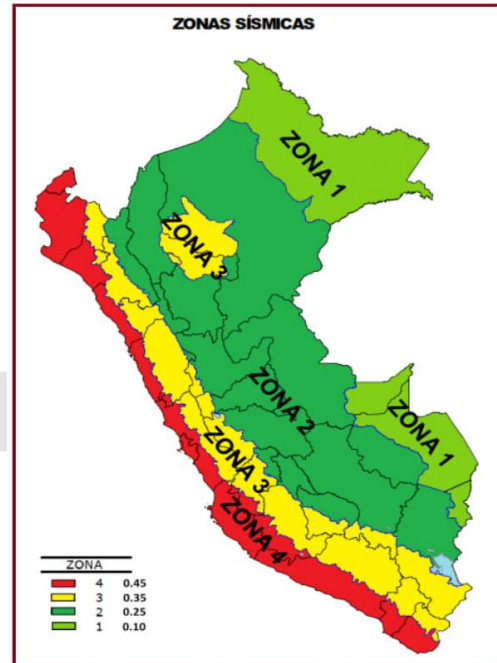 ZONAS SÍSMICAS
ZONA 1
ZONA 3
ZONA 2
ZONA 1
ZONA 3
ZONA 4
ZONA
4 0.45
3 0.35
2 0.25
1 0.10